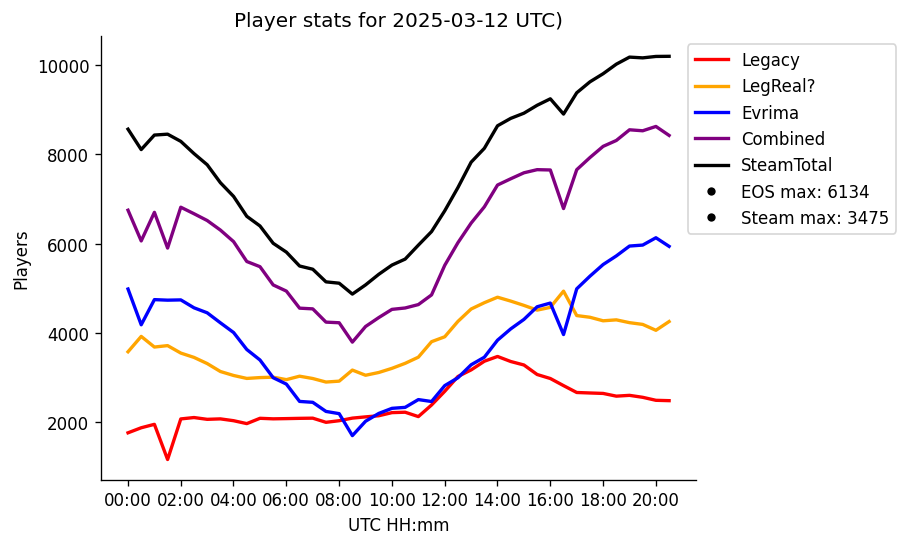 Player stats for 2025-03-12 UTC)
Legacy
LegReal?
Evrima
Combined
SteamTotal
EOS max: 6134
Steam max: 3475
Players
10000
8000
6000
4000
2000
00:00 02:00 04:00 06:00 08:00 10:00 12:00 14:00 16:00 18:00 20:00
UTC HH:mm